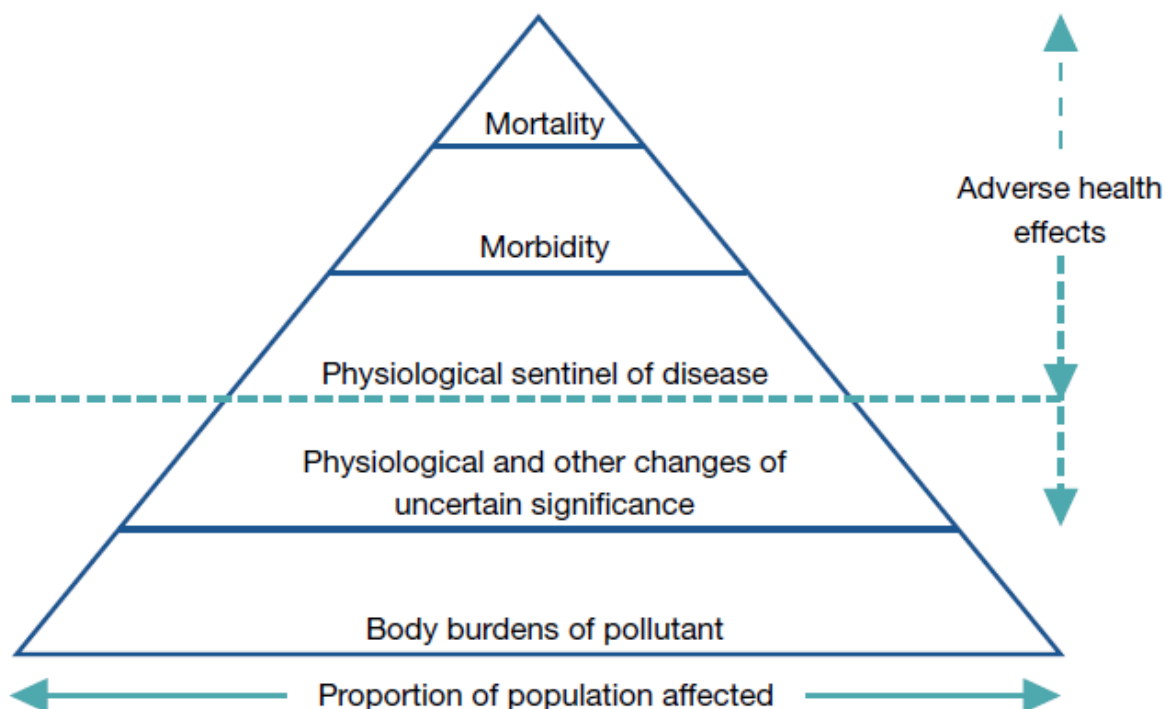 Mortality
Adverse health
effects
Morbidity
Physiological sentinel of disease
Physiological and other changes of
uncertain significance
Body burdens of pollutant
Proportion of population affected